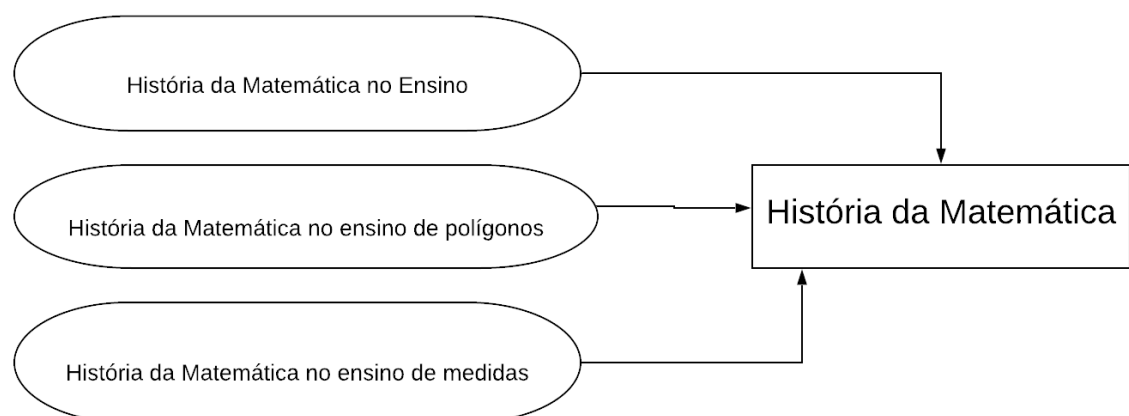 História da Matemática no Ensino
História da Matemática no ensino de polígonos
História da Matemática
História da Matemática no ensino de medidas